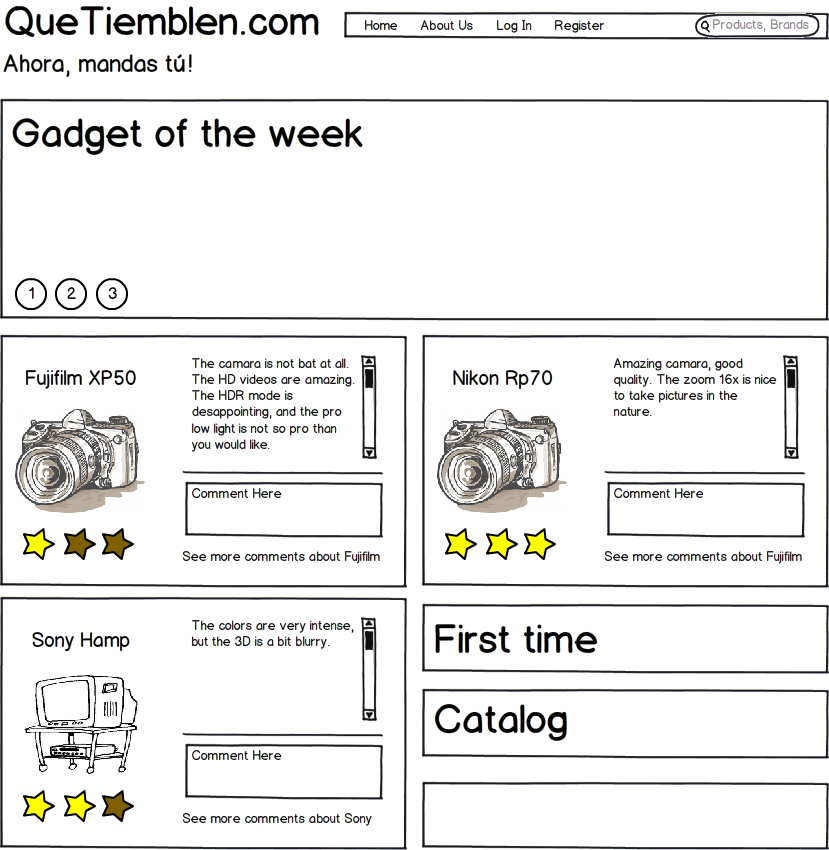 QueTiemblen.com
Home About Us Log In Register Products, Brands
Ahora, mandas tú!
Gadget of the week
1 2 3
Fujifilm XP50
The camara is not bat at all.
The HD videos are amazing.
The HDR mode is
desappointing, and the pro
low light is not so pro than
you would like.
Comment Here
See more comments about Fujifilm
Nikon Rp70
Amazing camara, good
quality. The zoom 16x is nice
to take pictures in the
nature.
Comment Here
See more comments about Fujifilm
Sony Hamp
The colors are very intense,
but the 3D is a bit blurry.
Comment Here
See more comments about Sony
First time
Catalog